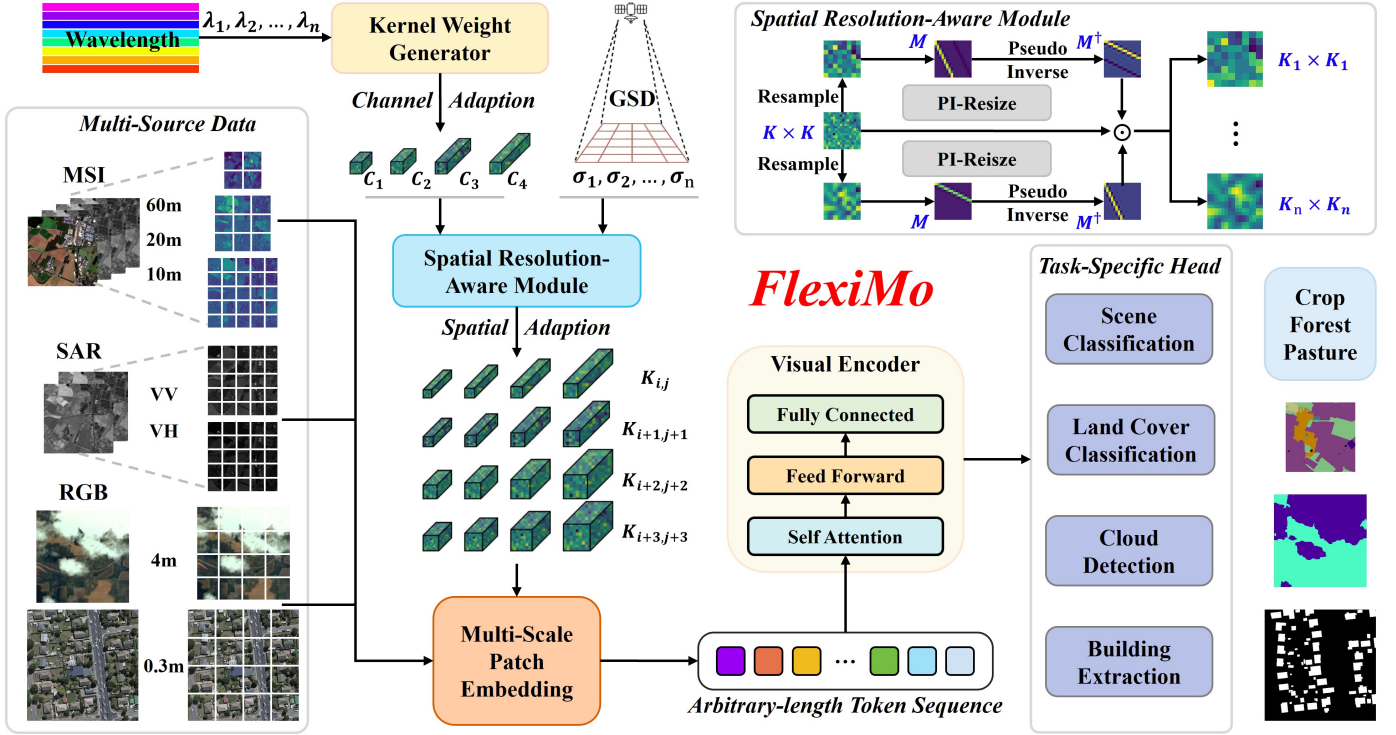 Wavelength
λ₁, λ₂, …, λₙ
Kernel Weight
Generator
Channel Adaption
GSD
C₁ C₂ C₃ C₄
σ₁, σ₂, …, σₙ
Multi-Source Data
MSI
60m
20m
10m
SAR
VV
VH
RGB
4m
0.3m
Spatial Resolution-
Aware Module
Spatial Adaption
K_{i,j}
K_{i+1,j+1}
K_{i+2,j+2}
K_{i+3,j+3}
Multi-Scale
Patch
Embedding
Spatial Resolution-Aware Module
M
Pseudo
Inverse
M†
K₁ × K₁
Resample
PI-Resize
K × K
⊙
⋮
Resample
PI-Reisze
M
Pseudo
Inverse
M†
Kₙ × Kₙ
FlexiMo
Visual Encoder
Fully Connected
Feed Forward
Self Attention
…
Arbitrary-length Token Sequence
Task-Specific Head
Scene
Classification
Land Cover
Classification
Cloud
Detection
Building
Extraction
Crop
Forest
Pasture